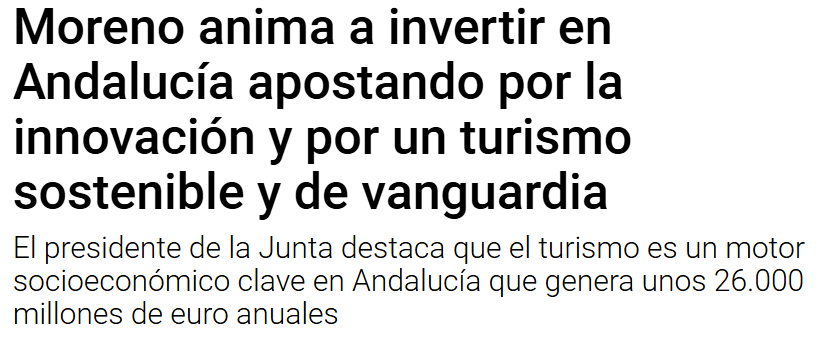 Moreno anima a invertir en
Andalucía apostando por la
innovación y por un turismo
sostenible y de vanguardia
El presidente de la Junta destaca que el turismo es un motor
socioeconómico clave en Andalucía que genera unos 26.000
millones de euro anuales